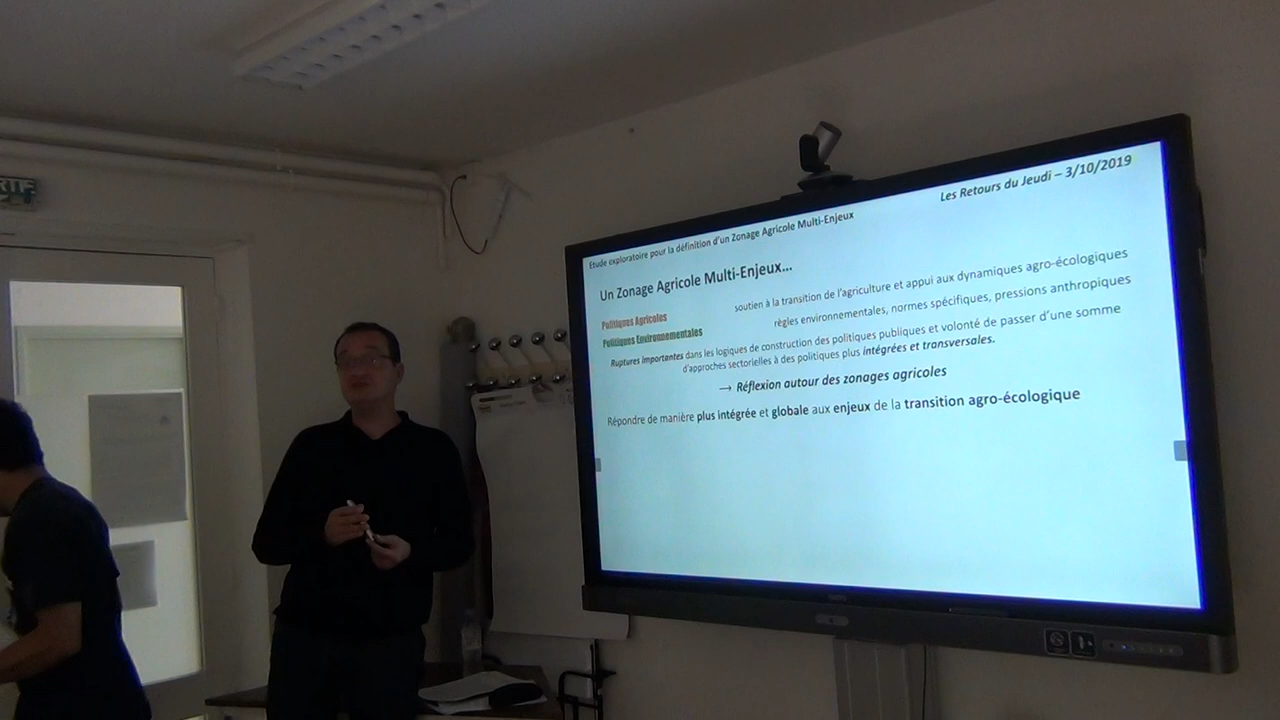 Les Retours du Jeudi – 3/10/2019
Etude exploratoire pour la définition d'un Zonage Agricole Multi-Enjeux
Un Zonage Agricole Multi-Enjeux...
Politiques Agricoles
soutien à la transition de l'agriculture et appui aux dynamiques agro-écologiques
Politiques Environnementales
règles environnementales, normes spécifiques, pressions anthropiques
Ruptures importantes dans les logiques de construction des politiques publiques et volonté de passer d'une somme
d'approches sectorielles à des politiques plus intégrées et transversales.
→ Réflexion autour des zonages agricoles
Répondre de manière plus intégrée et globale aux enjeux de la transition agro-écologique